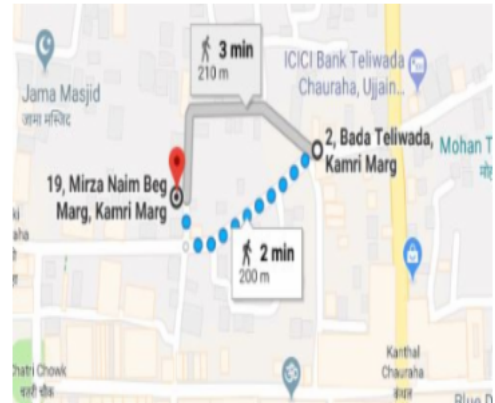 3 min
210 m
ICICI Bank Teliwada
Chauraha, Ujjain...
Jama Masjid
जामा मस्जिद
2, Bada Teliwada,
Kamri Marg
Mohan T
19, Mirza Naim Beg
Marg, Kamri Marg
2 min
200 m
Kanthal
Chauraha
Chatri Chowk
Blue D